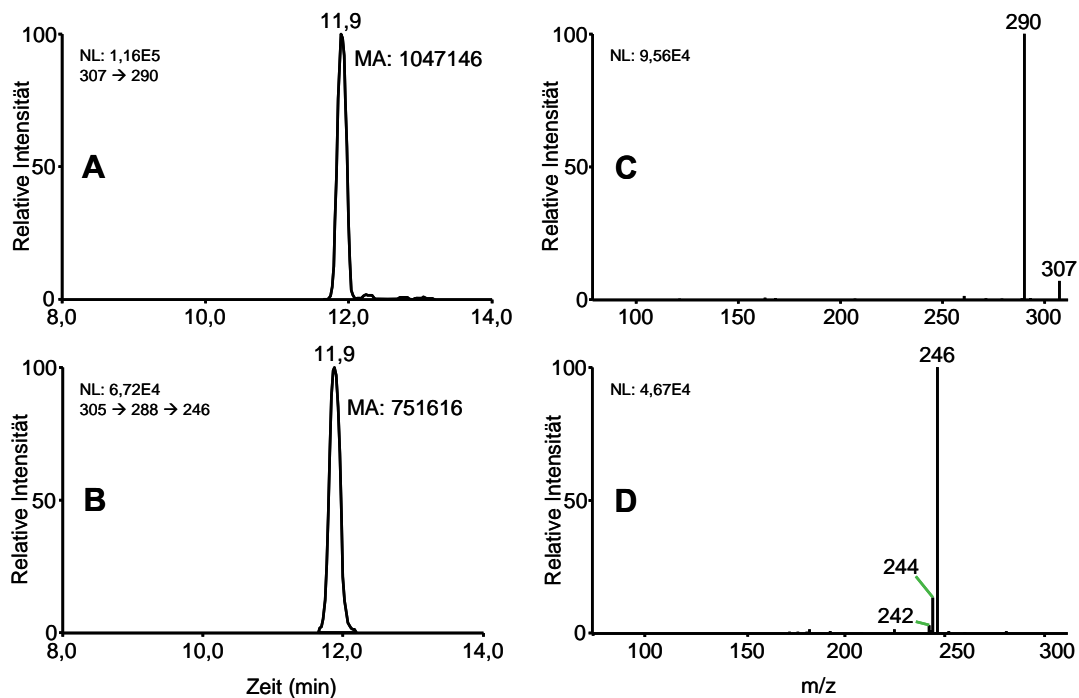 11,9
100
NL: 1,16E5
307 → 290
MA: 1047146
Relative Intensität
50
A
0
8,0 10,0 12,0 14,0
290
100
NL: 9,56E4
Relative Intensität
50
C
307
0
100 150 200 250 300
11,9
100
NL: 6,72E4
305 → 288 → 246
MA: 751616
Relative Intensität
50
B
0
8,0 10,0 12,0 14,0
Zeit (min)
246
100
NL: 4,67E4
Relative Intensität
50
D
244
242
0
100 150 200 250 300
m/z